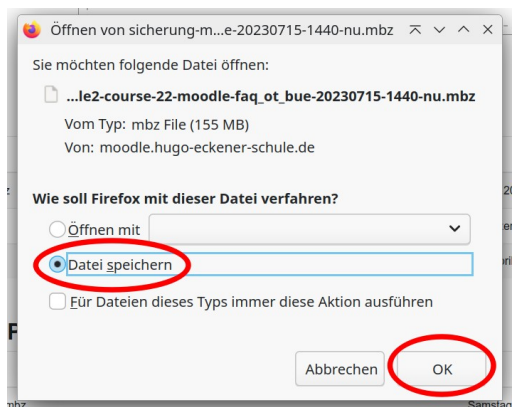 Öffnen von sicherung-m...e-20230715-1440-nu.mbz
Sie möchten folgende Datei öffnen:
...le2-course-22-moodle-faq_ot_bue-20230715-1440-nu.mbz
Vom Typ: mbz File (155 MB)
Von: moodle.hugo-eckener-schule.de
Wie soll Firefox mit dieser Datei verfahren?
Öffnen mit
Datei speichern
Für Dateien dieses Typs immer diese Aktion ausführen
Abbrechen OK
mbz Samstag